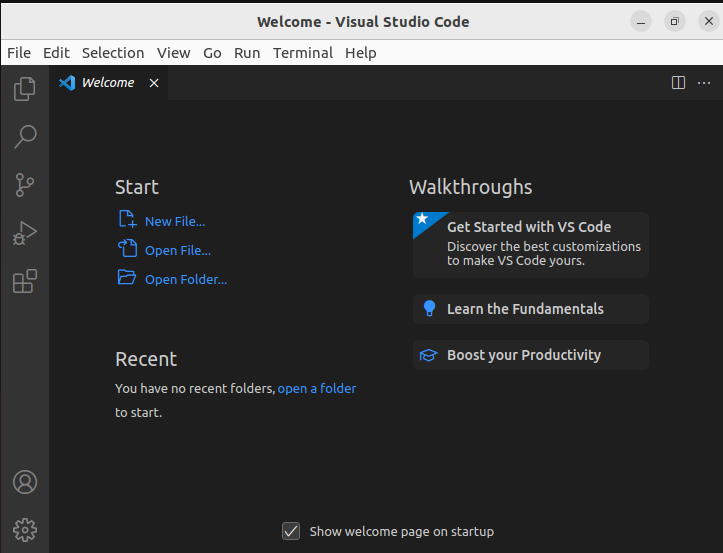 Welcome - Visual Studio Code
File Edit Selection View Go Run Terminal Help
Welcome
Start
New File...
Open File...
Open Folder...
Recent
You have no recent folders, open a folder
to start.
Walkthroughs
Get Started with VS Code
Discover the best customizations
to make VS Code yours.
Learn the Fundamentals
Boost your Productivity
Show welcome page on startup